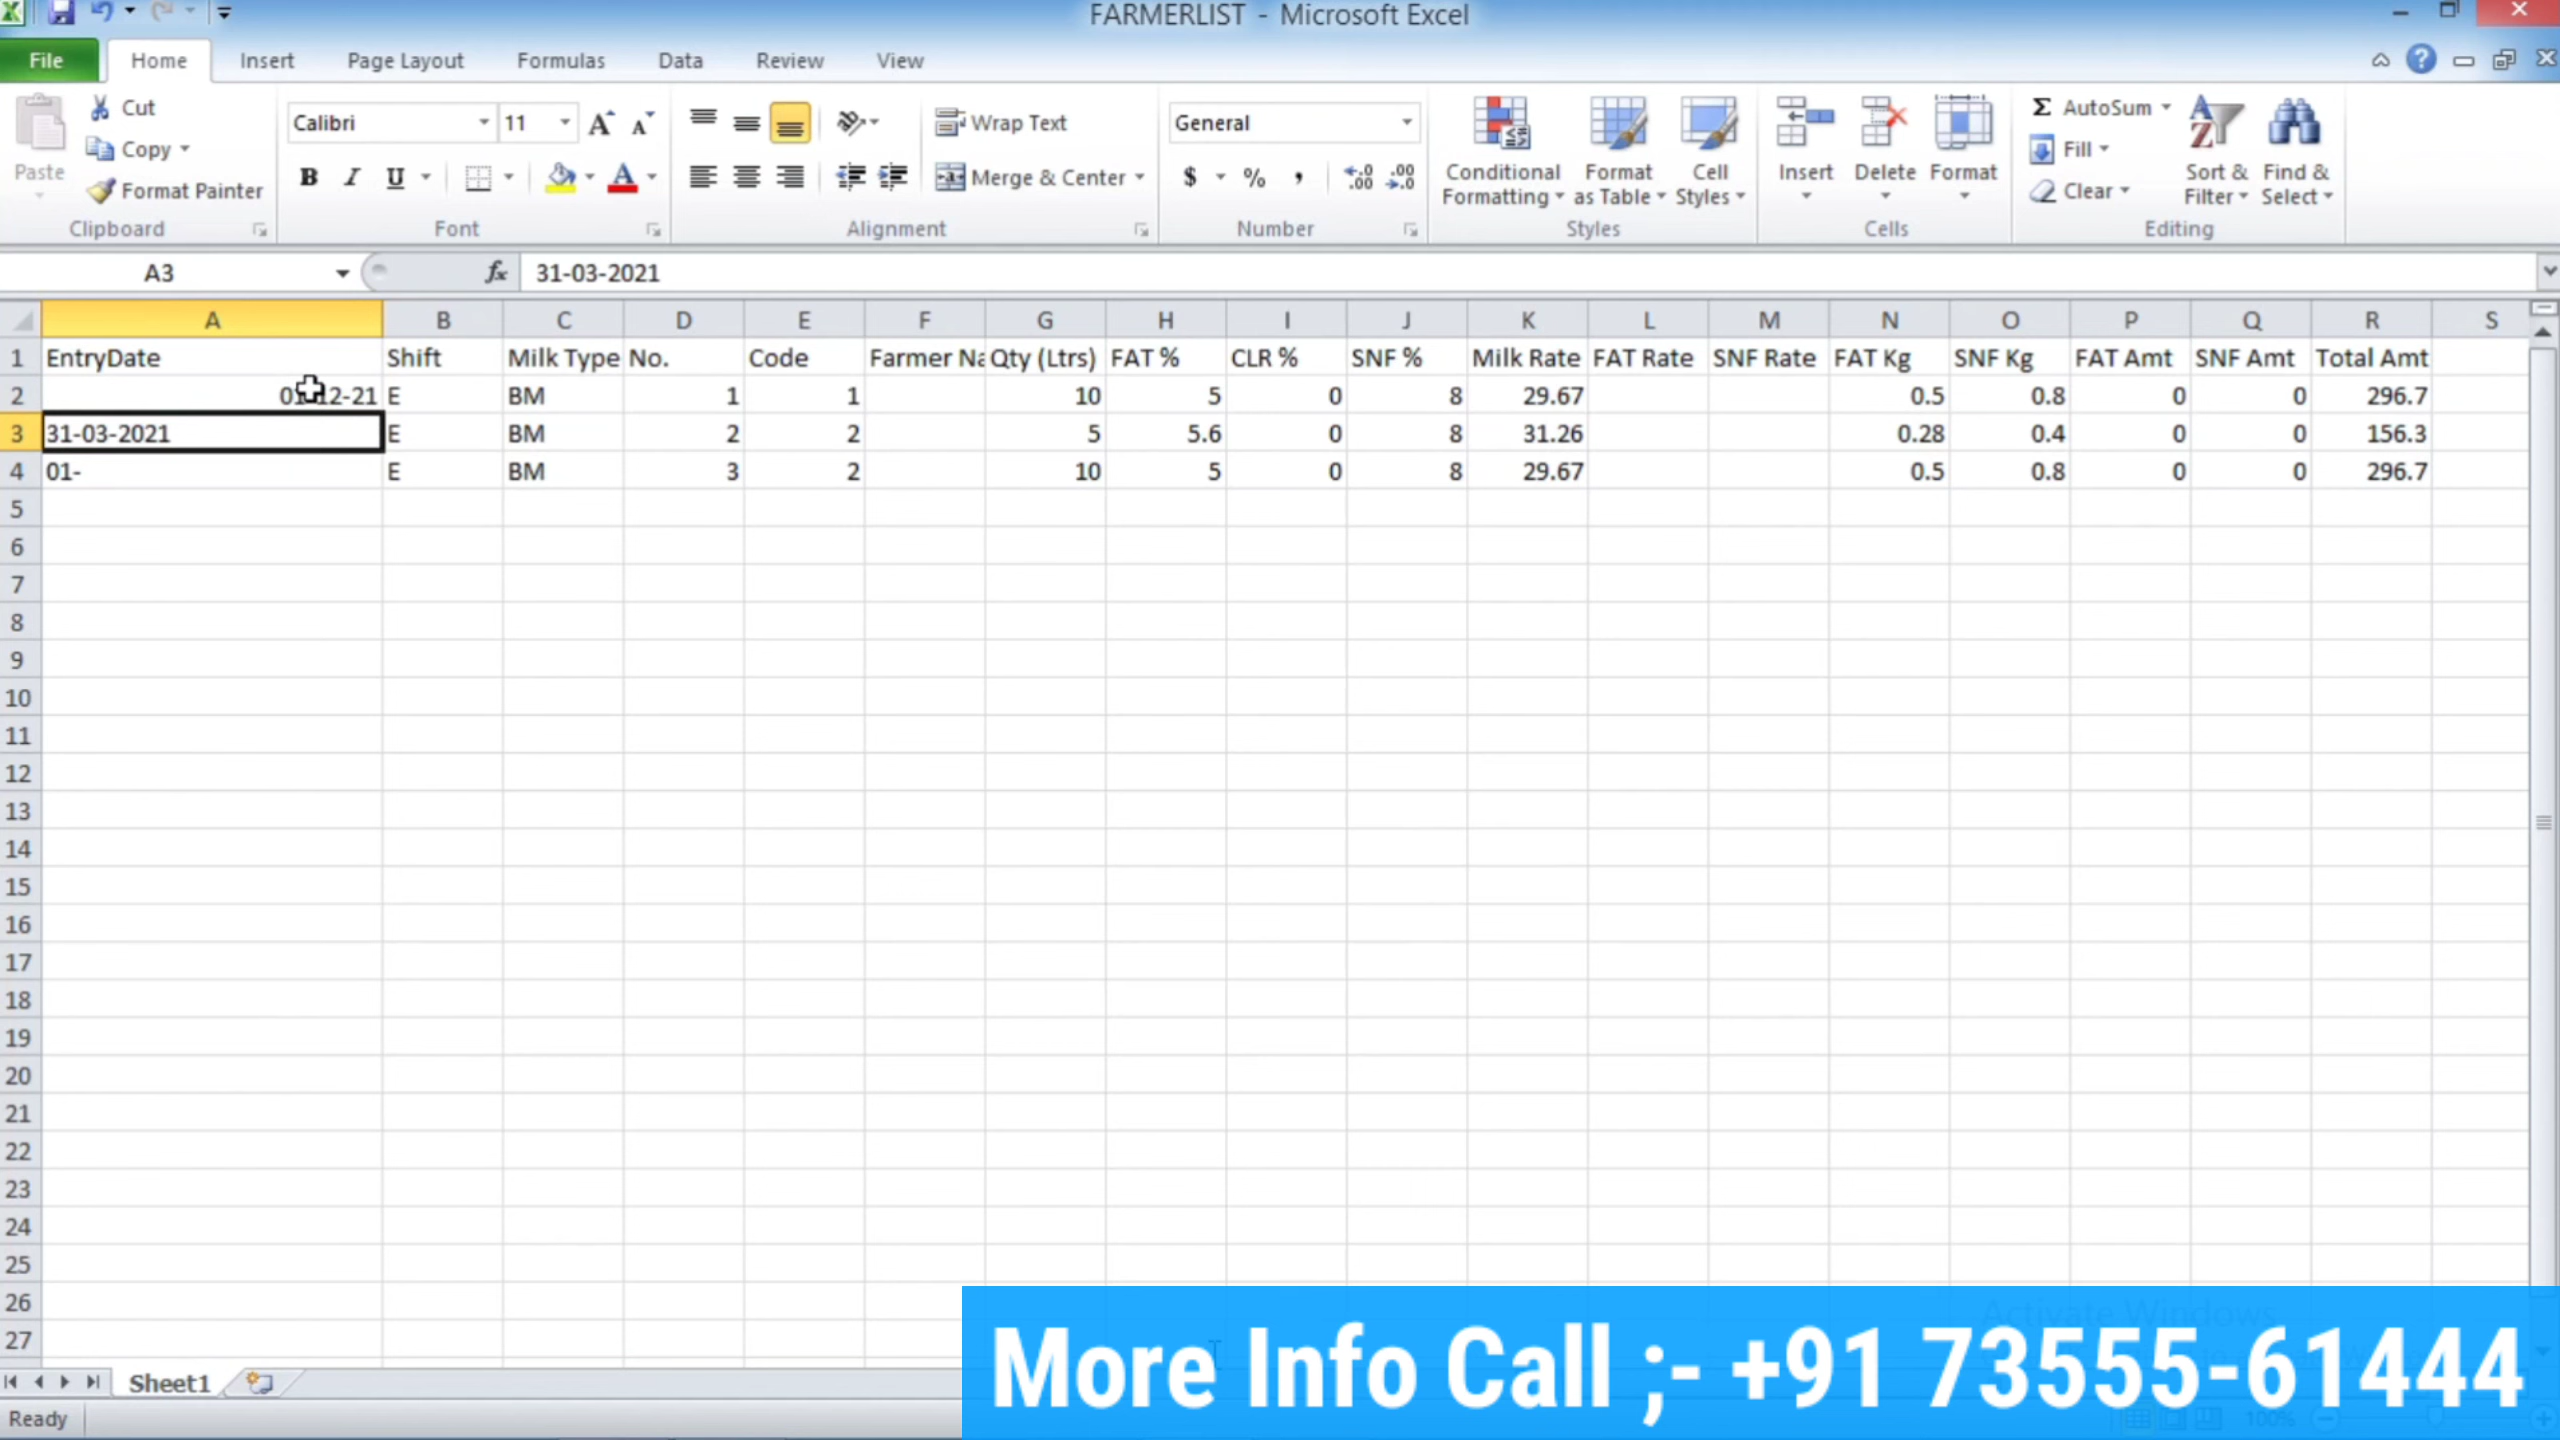 FARMERLIST - Microsoft Excel
File Home Insert Page Layout Formulas Data Review View
Paste Cut Copy Format Painter Clipboard
Calibri 11 B I U Font
Wrap Text Merge & Center Alignment
General $ % , Number
Conditional Formatting Format as Table Cell Styles Styles
Insert Delete Format Cells
Σ AutoSum Fill Clear Sort & Filter Find & Select Editing
A3 fx 31-03-2021
A B C D E F G H I J K L M N O P Q R S
1 EntryDate Shift Milk Type No. Code Farmer Na Qty (Ltrs) FAT % CLR % SNF % Milk Rate FAT Rate SNF Rate FAT Kg SNF Kg FAT Amt SNF Amt Total Amt
2 E BM 1 1 10 5 0 8 29.67 0.5 0.8 0 0 296.7
3 31-03-2021 E BM 2 2 5 5.6 0 8 31.26 0.28 0.4 0 0 156.3
4 01- E BM 3 2 10 5 0 8 29.67 0.5 0.8 0 0 296.7
5
6
7
8
9
10
11
12
13
14
15
16
17
18
19
20
21
22
23
24
25
26
27
Activate Windows
More Info Call ;- +91 73555-61444
Sheet1
Ready 100%